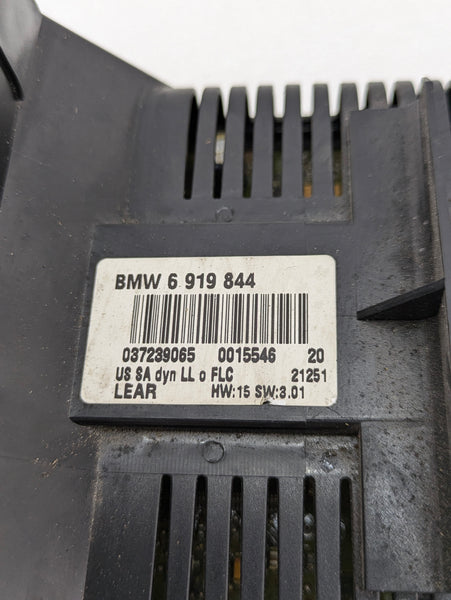 BMW 6 919 844
037239065 0015546 20
US SA dyn LL o FLC 21251
LEAR HW:15 SW:3.01